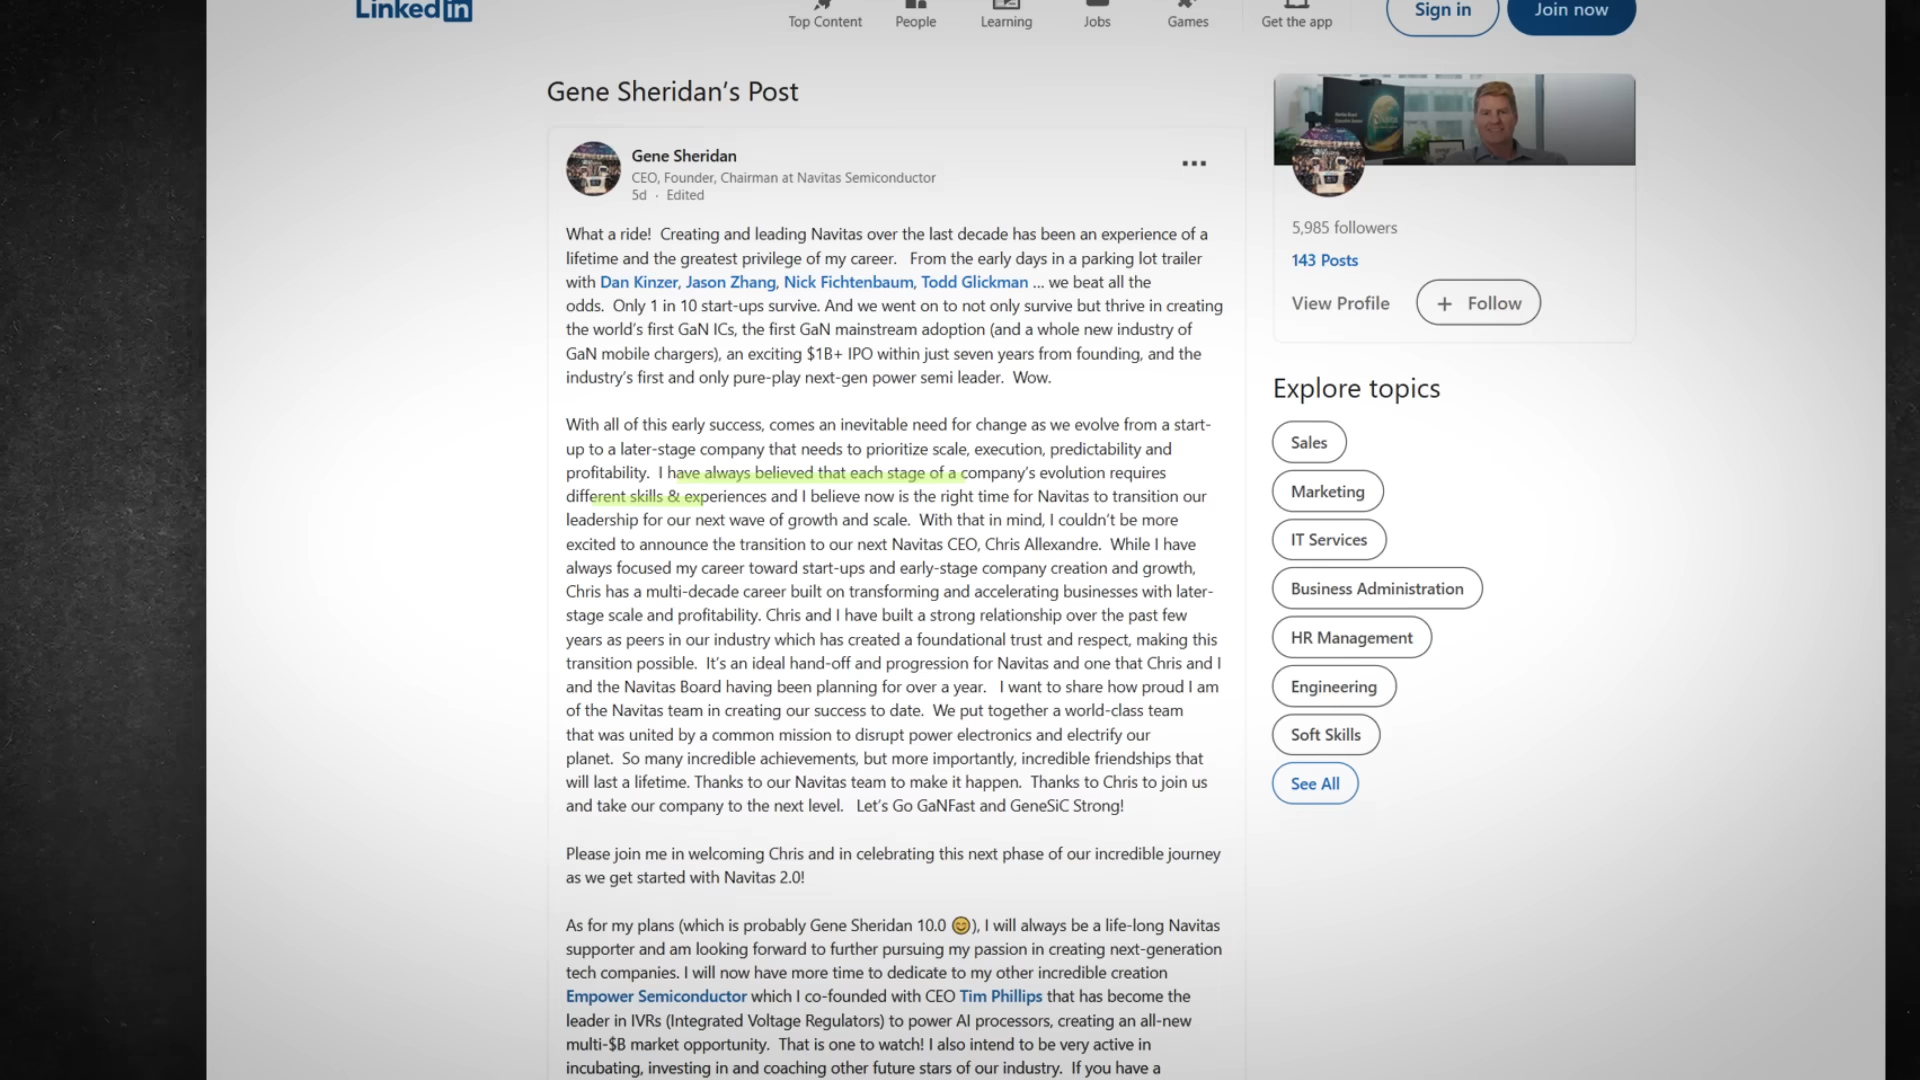 Linked in
Top Content
People
Learning
Jobs
Games
Get the app
Sign in
Join now
Gene Sheridan's Post
Gene Sheridan
CEO, Founder, Chairman at Navitas Semiconductor
5d · Edited
What a ride!  Creating and leading Navitas over the last decade has been an experience of a
lifetime and the greatest privilege of my career.   From the early days in a parking lot trailer
with Dan Kinzer, Jason Zhang, Nick Fichtenbaum, Todd Glickman ... we beat all the
odds.  Only 1 in 10 start-ups survive. And we went on to not only survive but thrive in creating
the world's first GaN ICs, the first GaN mainstream adoption (and a whole new industry of
GaN mobile chargers), an exciting $1B+ IPO within just seven years from founding, and the
industry's first and only pure-play next-gen power semi leader.  Wow.
With all of this early success, comes an inevitable need for change as we evolve from a start-
up to a later-stage company that needs to prioritize scale, execution, predictability and
profitability.  I have always believed that each stage of a company's evolution requires
different skills & experiences and I believe now is the right time for Navitas to transition our
leadership for our next wave of growth and scale.  With that in mind, I couldn't be more
excited to announce the transition to our next Navitas CEO, Chris Allexandre.  While I have
always focused my career toward start-ups and early-stage company creation and growth,
Chris has a multi-decade career built on transforming and accelerating businesses with later-
stage scale and profitability. Chris and I have built a strong relationship over the past few
years as peers in our industry which has created a foundational trust and respect, making this
transition possible.  It's an ideal hand-off and progression for Navitas and one that Chris and I
and the Navitas Board having been planning for over a year.   I want to share how proud I am
of the Navitas team in creating our success to date.  We put together a world-class team
that was united by a common mission to disrupt power electronics and electrify our
planet.  So many incredible achievements, but more importantly, incredible friendships that
will last a lifetime. Thanks to our Navitas team to make it happen.  Thanks to Chris to join us
and take our company to the next level.   Let's Go GaNFast and GeneSiC Strong!
Please join me in welcoming Chris and in celebrating this next phase of our incredible journey
as we get started with Navitas 2.0!
As for my plans (which is probably Gene Sheridan 10.0 😊), I will always be a life-long Navitas
supporter and am looking forward to further pursuing my passion in creating next-generation
tech companies. I will now have more time to dedicate to my other incredible creation
Empower Semiconductor which I co-founded with CEO Tim Phillips that has become the
leader in IVRs (Integrated Voltage Regulators) to power AI processors, creating an all-new
multi-$B market opportunity.  That is one to watch! I also intend to be very active in
incubating, investing in and coaching other future stars of our industry.  If you have a
5,985 followers
143 Posts
View Profile
+ Follow
Explore topics
Sales
Marketing
IT Services
Business Administration
HR Management
Engineering
Soft Skills
See All